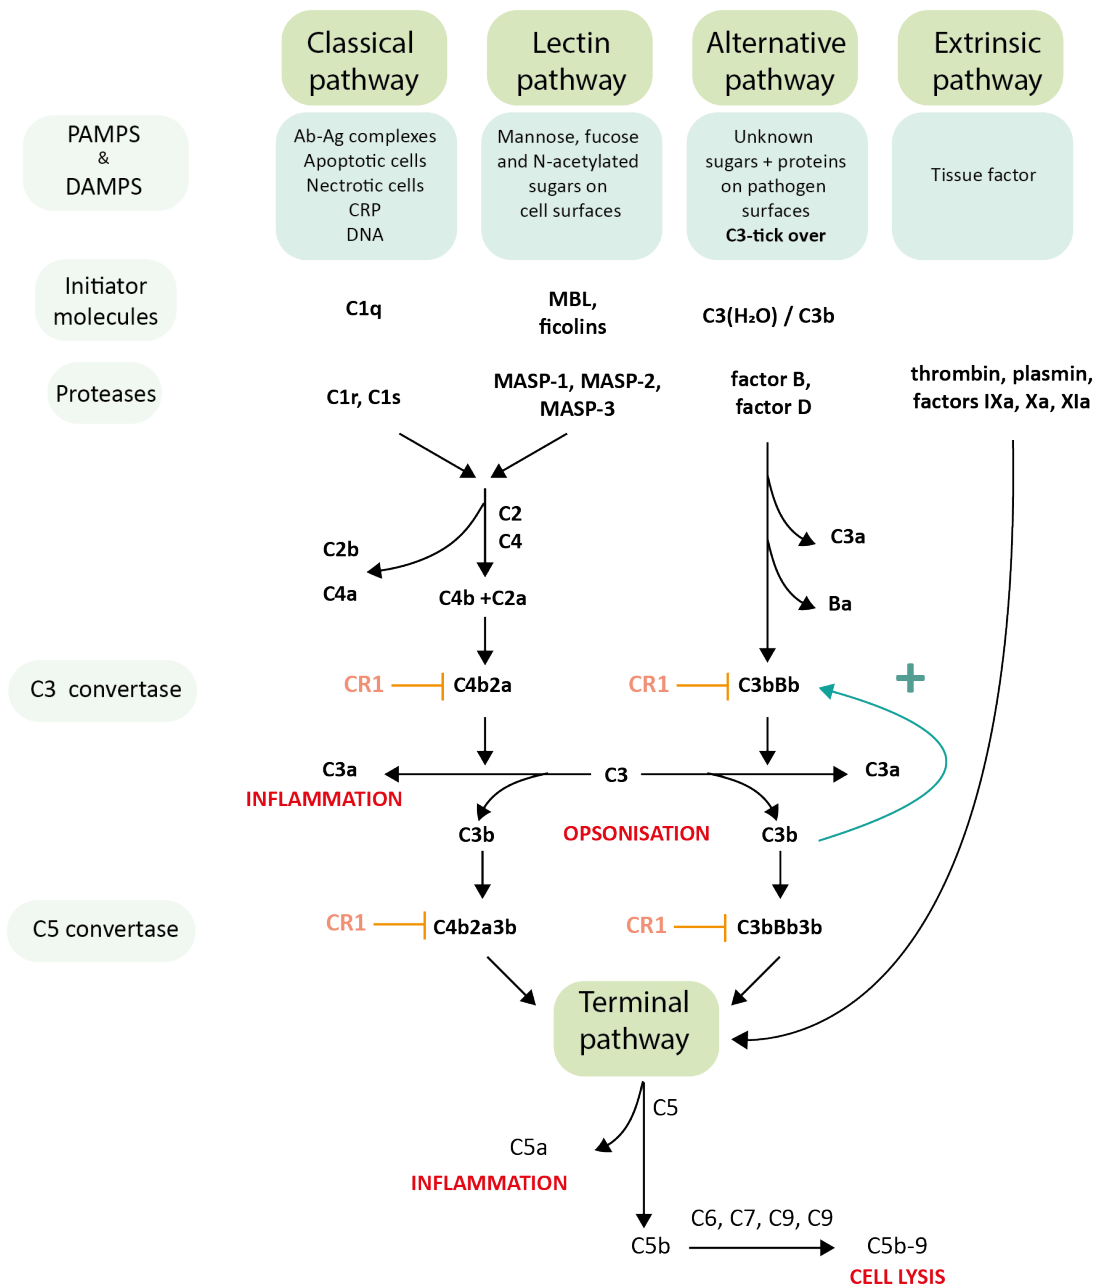 Classical
pathway
Lectin
pathway
Alternative
pathway
Extrinsic
pathway
PAMPS
&
DAMPS
Ab-Ag complexes
Apoptotic cells
Nectrotic cells
CRP
DNA
Mannose, fucose
and N-acetylated
sugars on
cell surfaces
Unknown
sugars + proteins
on pathogen
surfaces
C3-tick over
Tissue factor
Initiator
molecules
C1q
MBL,
ficolins
C3(H₂O) / C3b
Proteases
C1r, C1s
MASP-1, MASP-2,
MASP-3
factor B,
factor D
thrombin, plasmin,
factors IXa, Xa, XIa
C2
C4
C2b
C4a
C4b +C2a
C3a
Ba
C3 convertase
CR1
C4b2a
CR1
C3bBb
+
C3a
INFLAMMATION
C3
C3a
C3b
OPSONISATION
C3b
C5 convertase
CR1
C4b2a3b
CR1
C3bBb3b
Terminal
pathway
C5
C5a
INFLAMMATION
C5b
C6, C7, C9, C9
C5b-9
CELL LYSIS